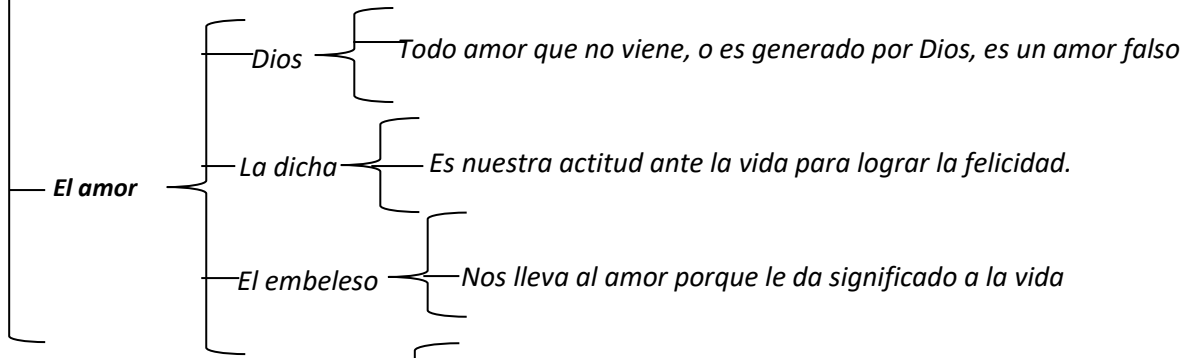 Dios Todo amor que no viene, o es generado por Dios, es un amor falso
La dicha Es nuestra actitud ante la vida para lograr la felicidad.
El amor
El embeleso Nos lleva al amor porque le da significado a la vida